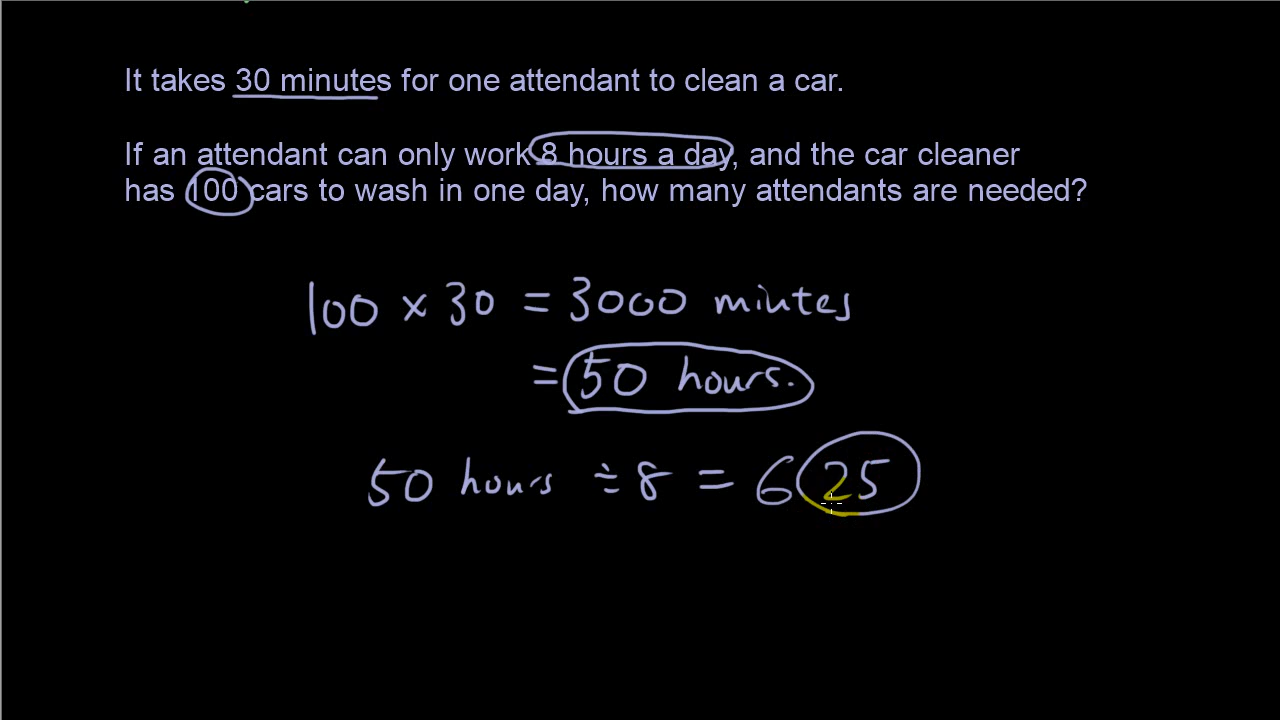 It takes 30 minutes for one attendant to clean a car.
If an attendant can only work 8 hours a day, and the car cleaner
has 100 cars to wash in one day, how many attendants are needed?
100 × 30 = 3000 miutes
= 50 hours.
50 hours ÷ 8 = 6 25